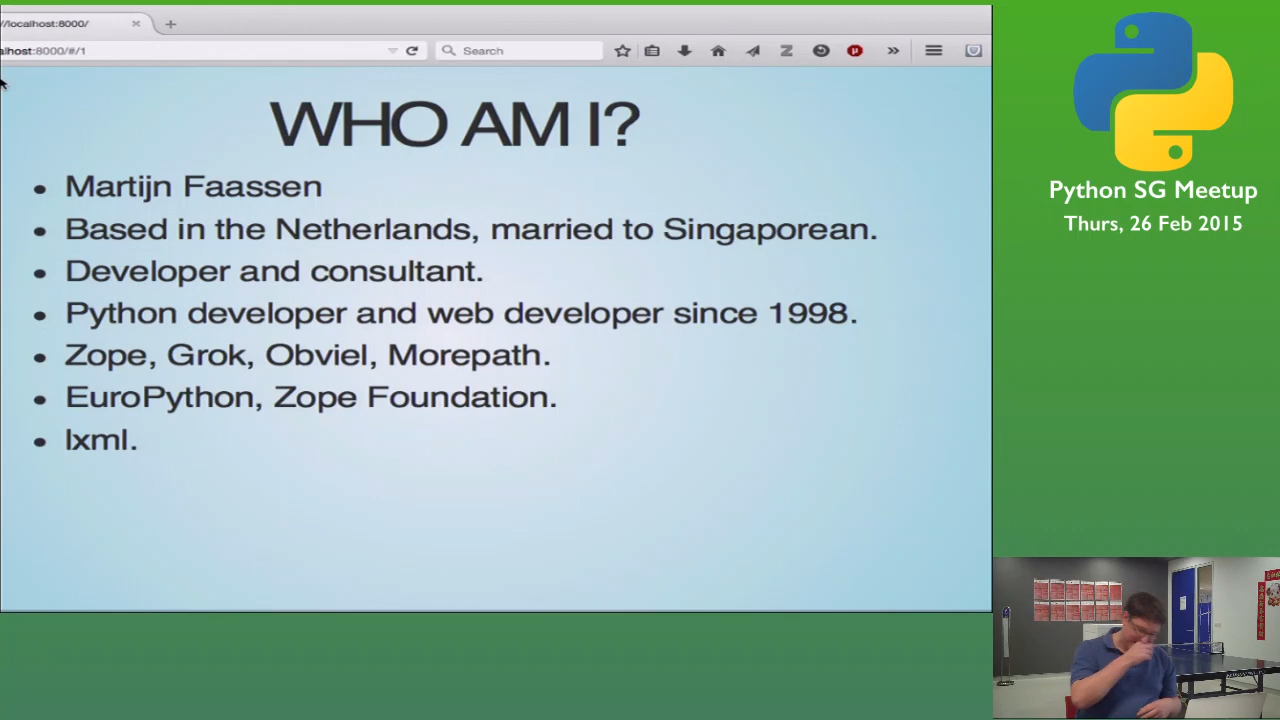 //localhost:8000/
alhost:8000/#/1
Search
WHO AM I?
Martijn Faassen
Based in the Netherlands, married to Singaporean.
Developer and consultant.
Python developer and web developer since 1998.
Zope, Grok, Obviel, Morepath.
EuroPython, Zope Foundation.
lxml.
Python SG Meetup
Thurs, 26 Feb 2015